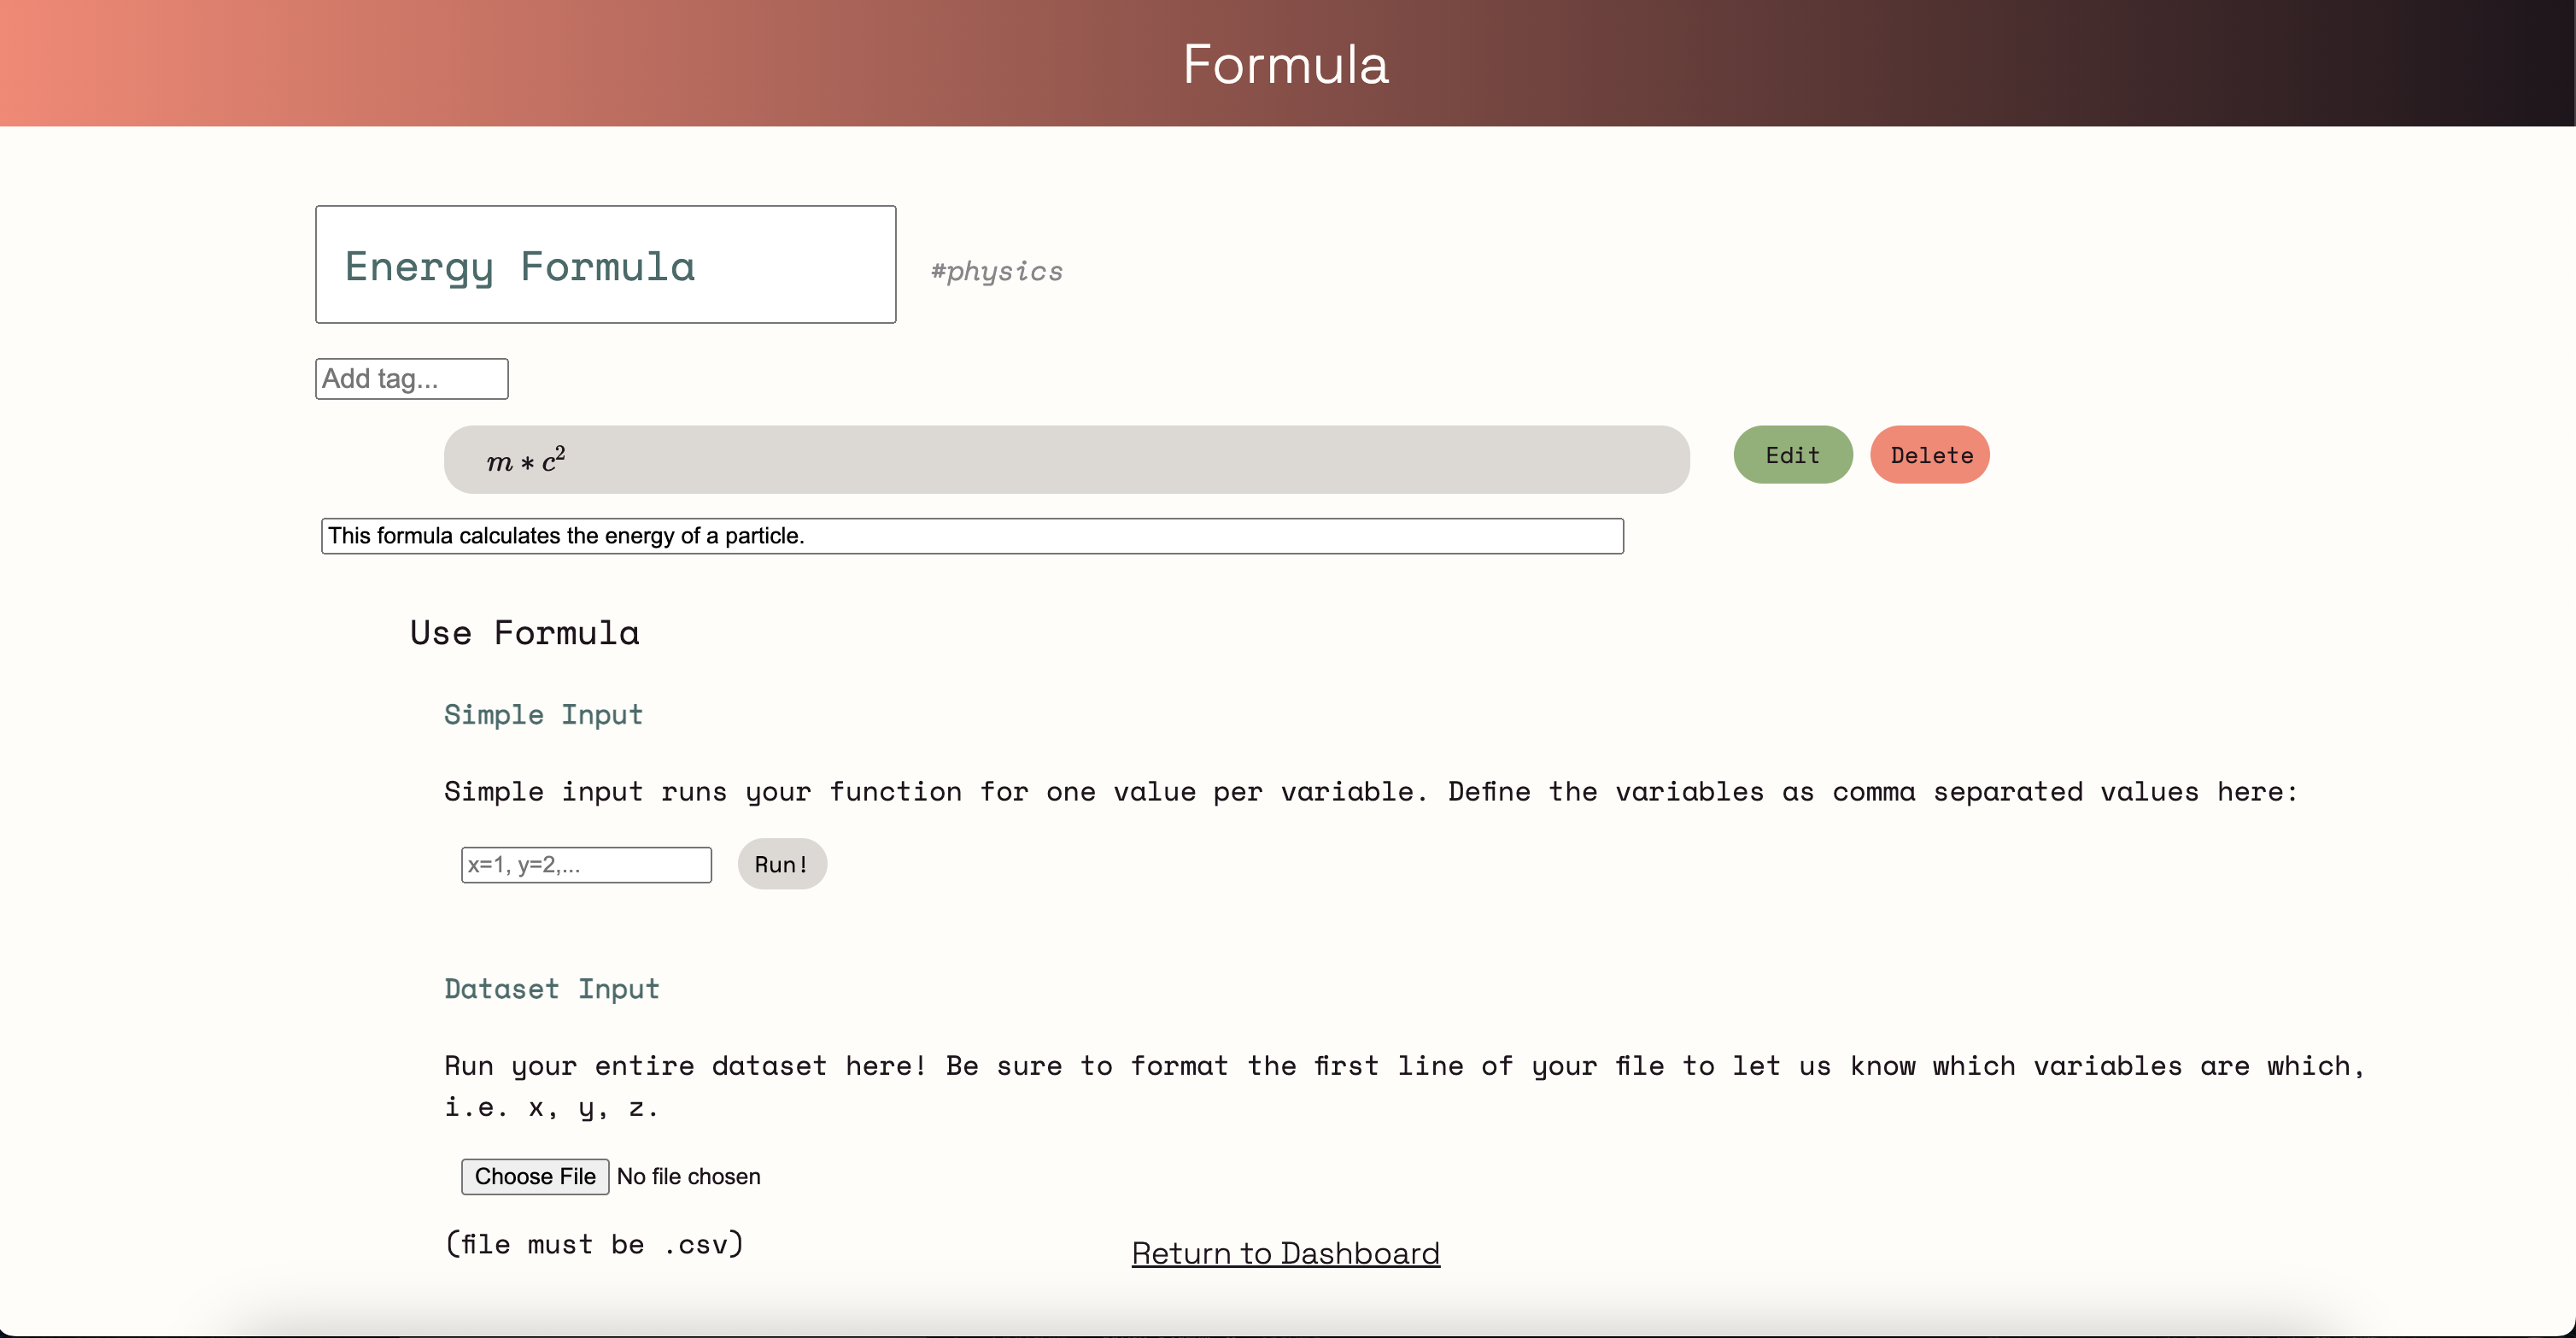 Formula
Energy Formula
#physics
Add tag...
m ∗ c²
Edit
Delete
This formula calculates the energy of a particle.
Use Formula
Simple Input
Simple input runs your function for one value per variable. Define the variables as comma separated values here:
x=1, y=2,...
Run!
Dataset Input
Run your entire dataset here! Be sure to format the first line of your file to let us know which variables are which,
i.e. x, y, z.
Choose File No file chosen
(file must be .csv)
Return to Dashboard